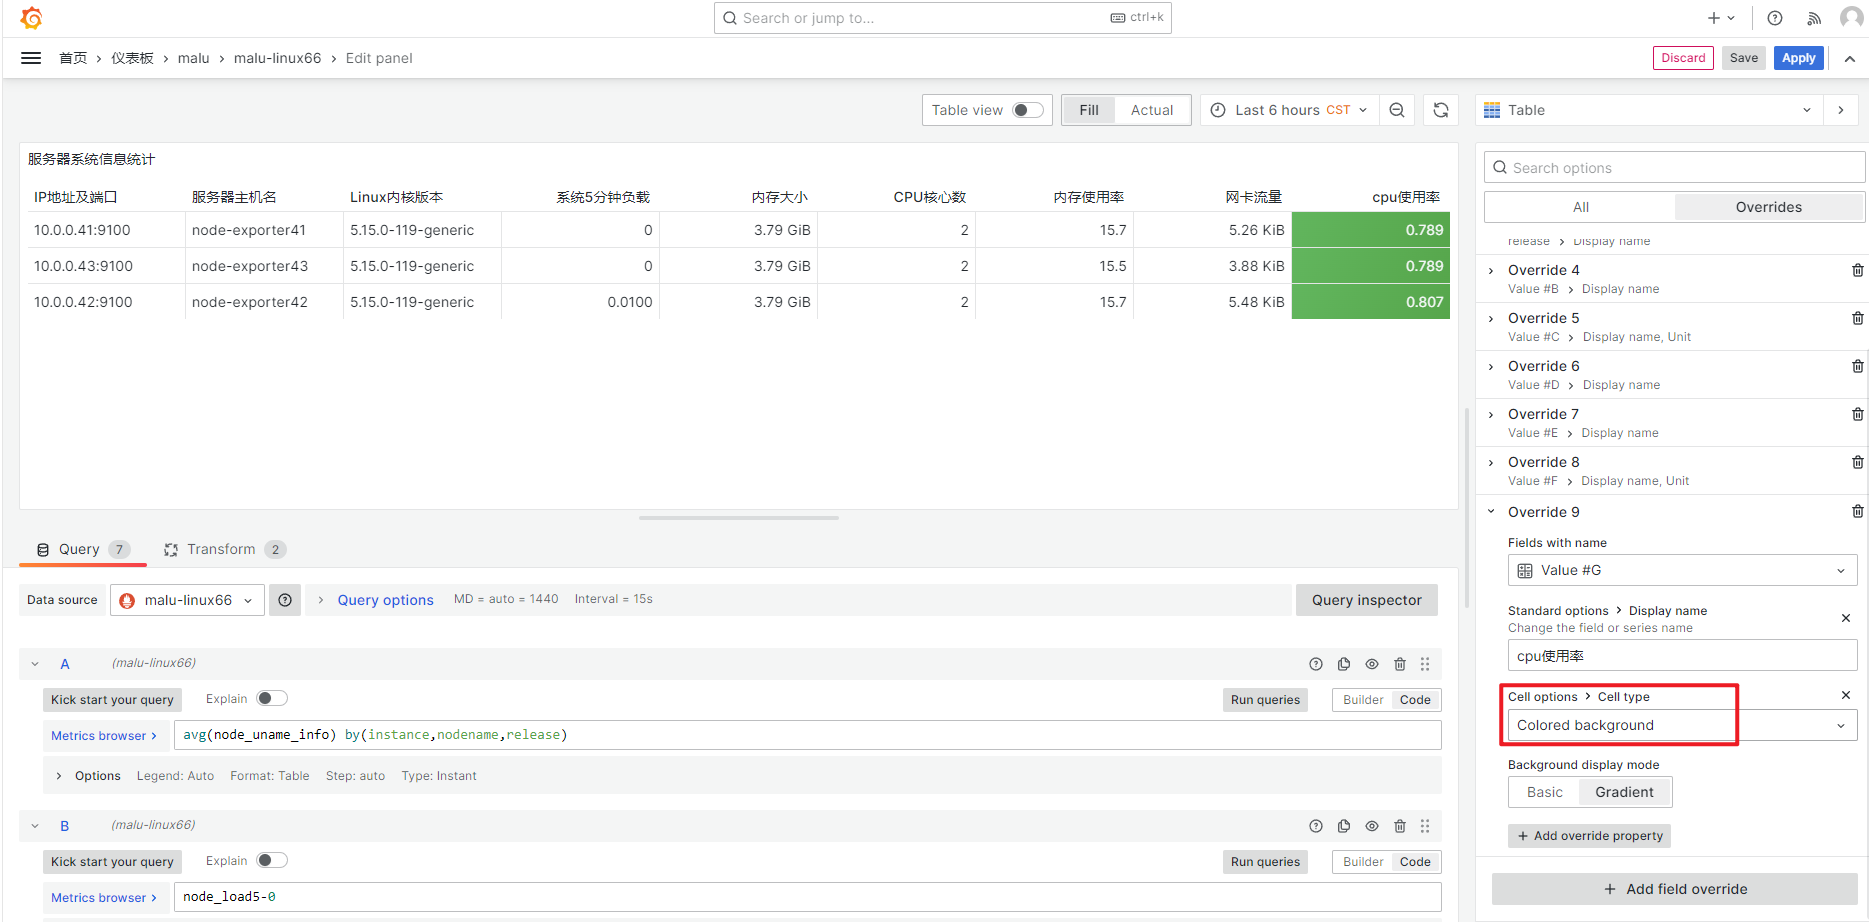 Search or jump to...
ctrl+k
首页 › 仪表板 › malu › malu-linux66 › Edit panel
Discard
Save
Apply
Table view
Fill
Actual
Last 6 hours CST
Table
服务器系统信息统计
IP地址及端口 服务器主机名 Linux内核版本 系统5分钟负载 内存大小 CPU核心数 内存使用率 网卡流量 cpu使用率
10.0.0.41:9100 node-exporter41 5.15.0-119-generic 0 3.79 GiB 2 15.7 5.26 KiB 0.789
10.0.0.43:9100 node-exporter43 5.15.0-119-generic 0 3.79 GiB 2 15.5 3.88 KiB 0.789
10.0.0.42:9100 node-exporter42 5.15.0-119-generic 0.0100 3.79 GiB 2 15.7 5.48 KiB 0.807
Query 7
Transform 2
Data source
malu-linux66
Query options
MD = auto = 1440
Interval = 15s
Query inspector
A (malu-linux66)
Kick start your query
Explain
Run queries
Builder
Code
Metrics browser
avg(node_uname_info) by(instance,nodename,release)
Options Legend: Auto Format: Table Step: auto Type: Instant
B (malu-linux66)
Kick start your query
Explain
Run queries
Builder
Code
Metrics browser
node_load5-0
Search options
All
Overrides
release › Display name
Override 4
Value #B › Display name
Override 5
Value #C › Display name, Unit
Override 6
Value #D › Display name
Override 7
Value #E › Display name
Override 8
Value #F › Display name, Unit
Override 9
Fields with name
Value #G
Standard options › Display name
Change the field or series name
cpu使用率
Cell options › Cell type
Colored background
Background display mode
Basic
Gradient
+ Add override property
+ Add field override